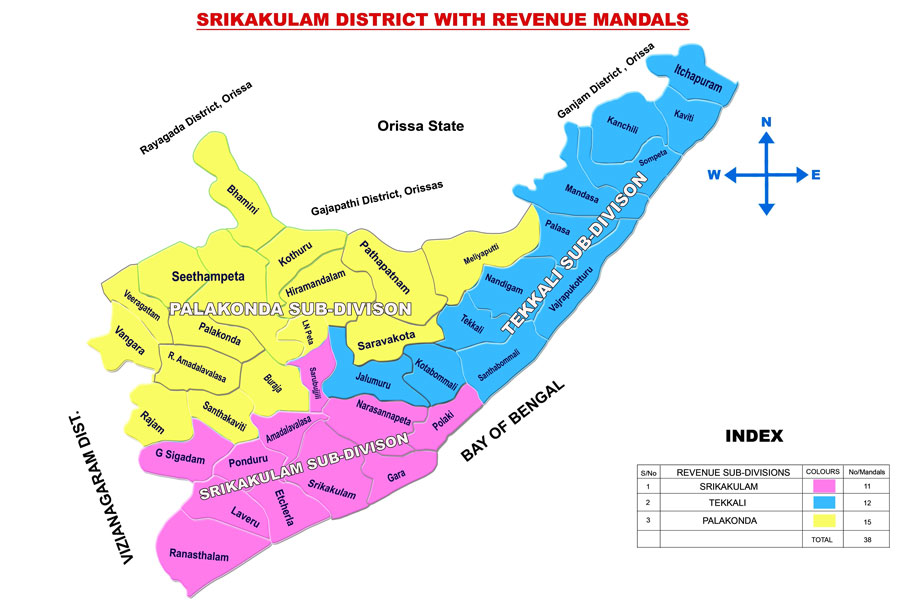 SRIKAKULAM DISTRICT WITH REVENUE MANDALS
Rayagada District, Orissa
Orissa State
Ganjam District , Orissa
Gajapathi District, Orissas
N
W
E
Itchapuram
Kaviti
Kanchili
Sompeta
Mandasa
Palasa
Bhamini
Kothuru
Pathapatnam
Meliyaputti
Seethampeta
Hiramandalam
Nandigam
Vajrapukotturu
TEKKALI SUB-DIVISON
Veeragattam
PALAKONDA SUB-DIVISON
Vangara
Palakonda
LN Peta
Saravakota
Tekkali
Santhabommali
R. Amadalavalasa
Buraja
Sarubujjili
Jalumuru
Kotabommali
Rajam
Santhakaviti
Amadalavalasa
Narasannapeta
Polaki
BAY OF BENGAL
VIZIANAGARAM DIST.
G Sigadam
Ponduru
SRIKAKULAM SUB-DIVISON
Gara
Srikakulam
Etcherla
Laveru
Ranasthalam
INDEX
S/No REVENUE SUB-DIVISIONS COLOURS No/Mandals
1 SRIKAKULAM 11
2 TEKKALI 12
3 PALAKONDA 15
TOTAL 38